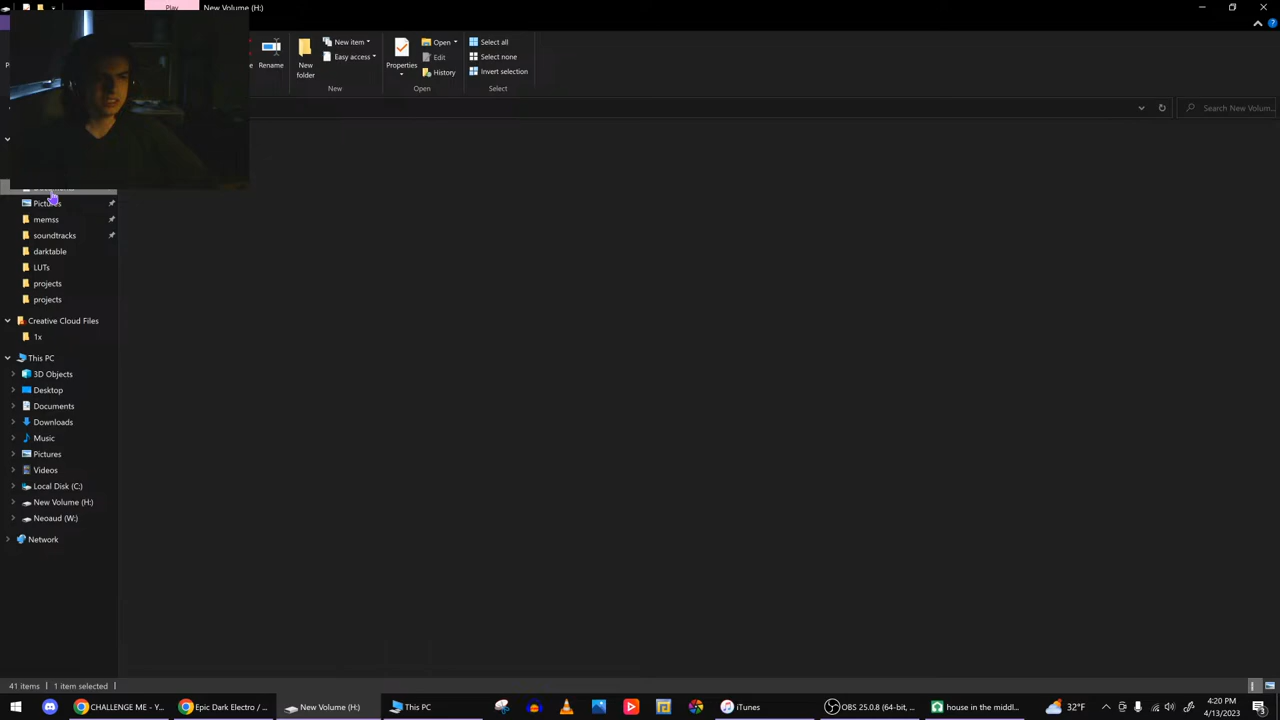 Play
New Volume (H:)
Rename
New folder
New item
Easy access
New
Properties
Open
Edit
History
Open
Select all
Select none
Invert selection
Select
Search New Volum...
Pictures
memss
soundtracks
darktable
LUTs
projects
projects
Creative Cloud Files
1x
This PC
3D Objects
Desktop
Documents
Downloads
Music
Pictures
Videos
Local Disk (C:)
New Volume (H:)
Neoaud (W:)
Network
41 items
1 item selected
CHALLENGE ME - Y...
Epic Dark Electro / ...
New Volume (H:)
This PC
iTunes
OBS 25.0.8 (64-bit, ...
house in the middl...
32°F
4:20 PM
4/13/2023